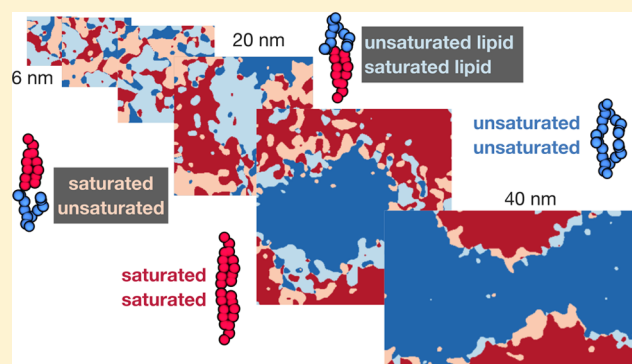 20 nm
6 nm
unsaturated lipid
saturated lipid
unsaturated
unsaturated
saturated
unsaturated
40 nm
saturated
saturated